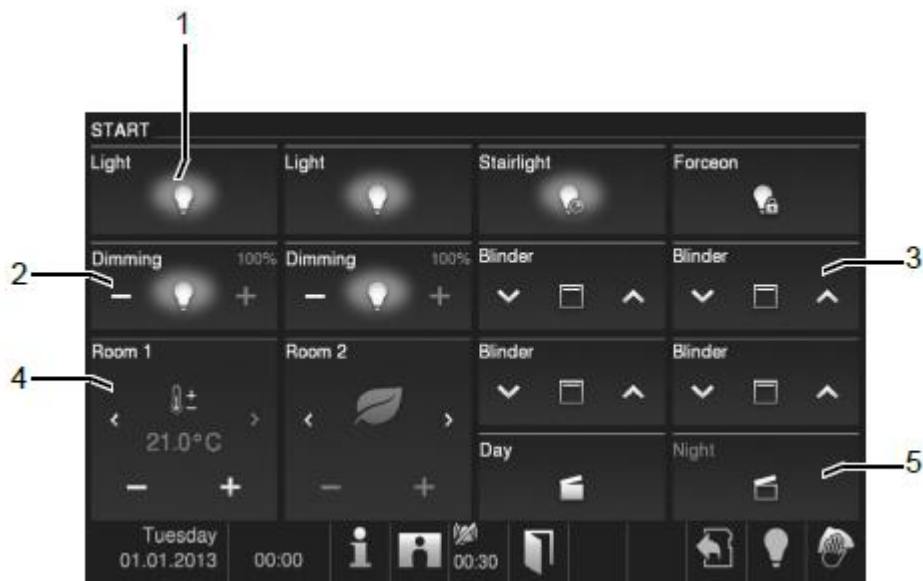 1
START
Light Light Stairlight Forceon
Dimming 100% Dimming 100% Blinder Blinder
2
3
Room 1 Room 2 Blinder Blinder
4
21.0°C
Day Night
5
Tuesday
01.01.2013 00:00 00:30